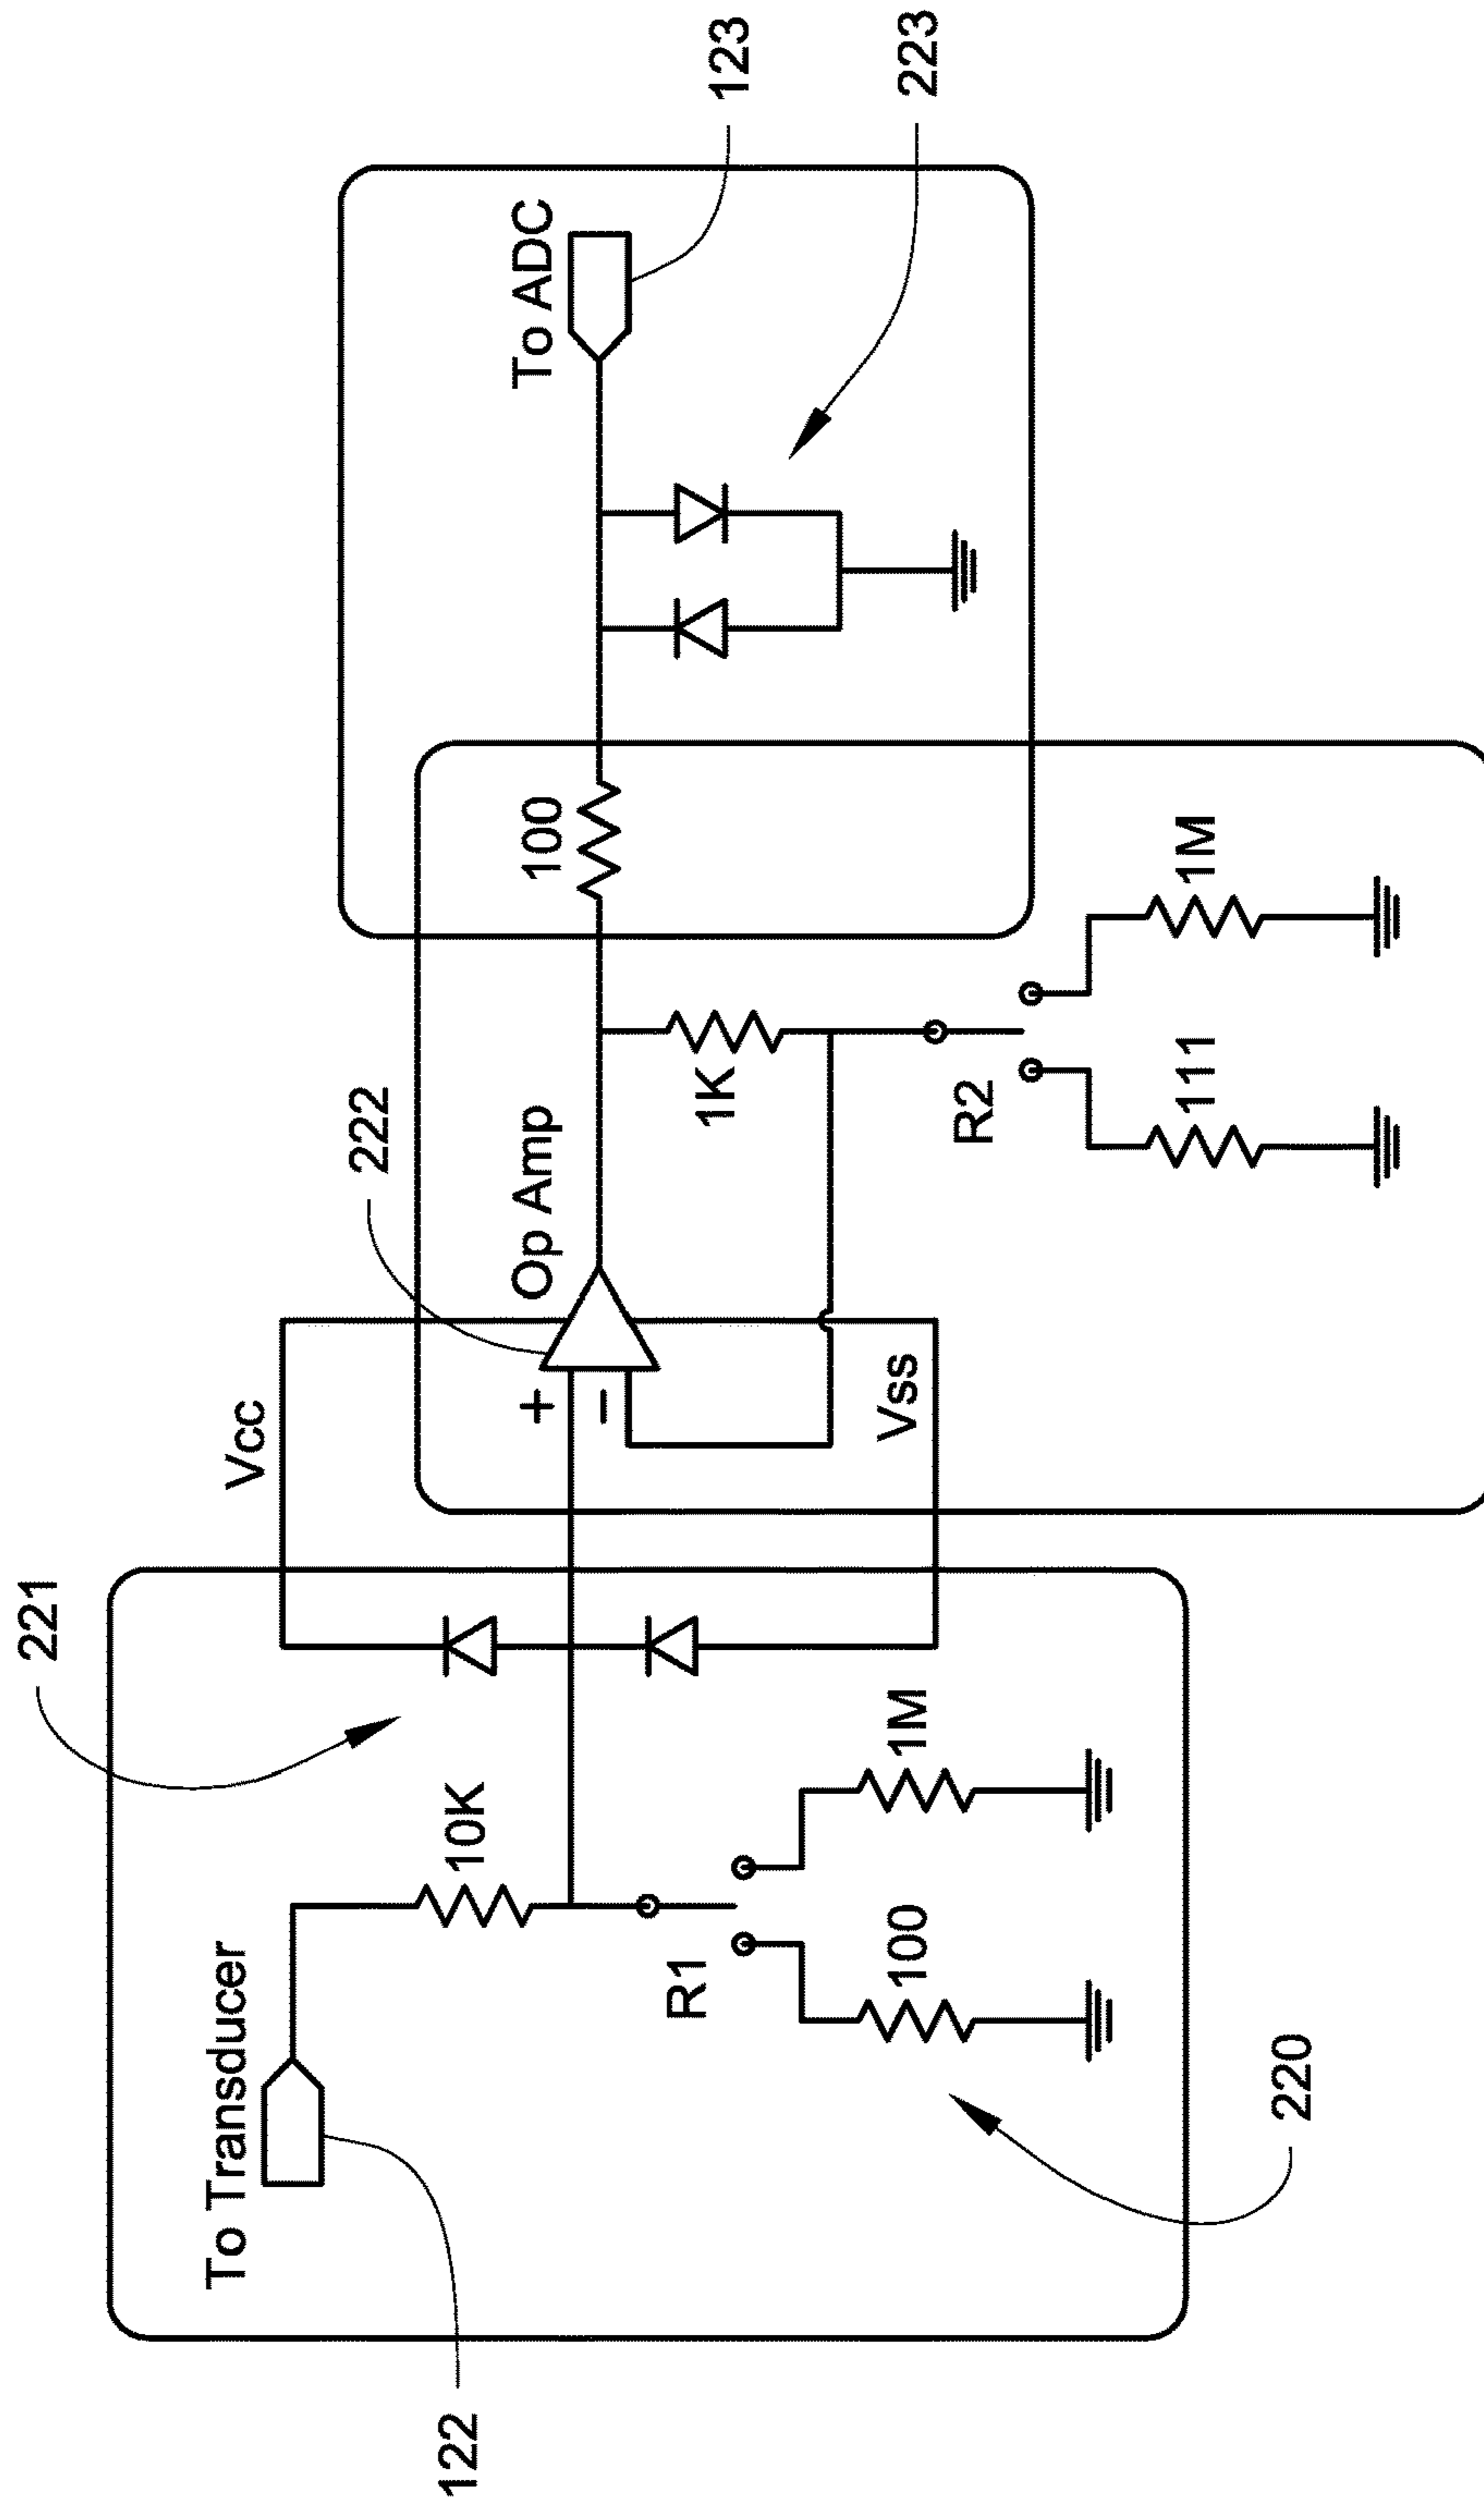 221
Vcc
222
Op Amp
100
To ADC
123
223
To Transducer
10K
+
−
1K
Vss
R1
100
1M
R2
111
1M
122
220